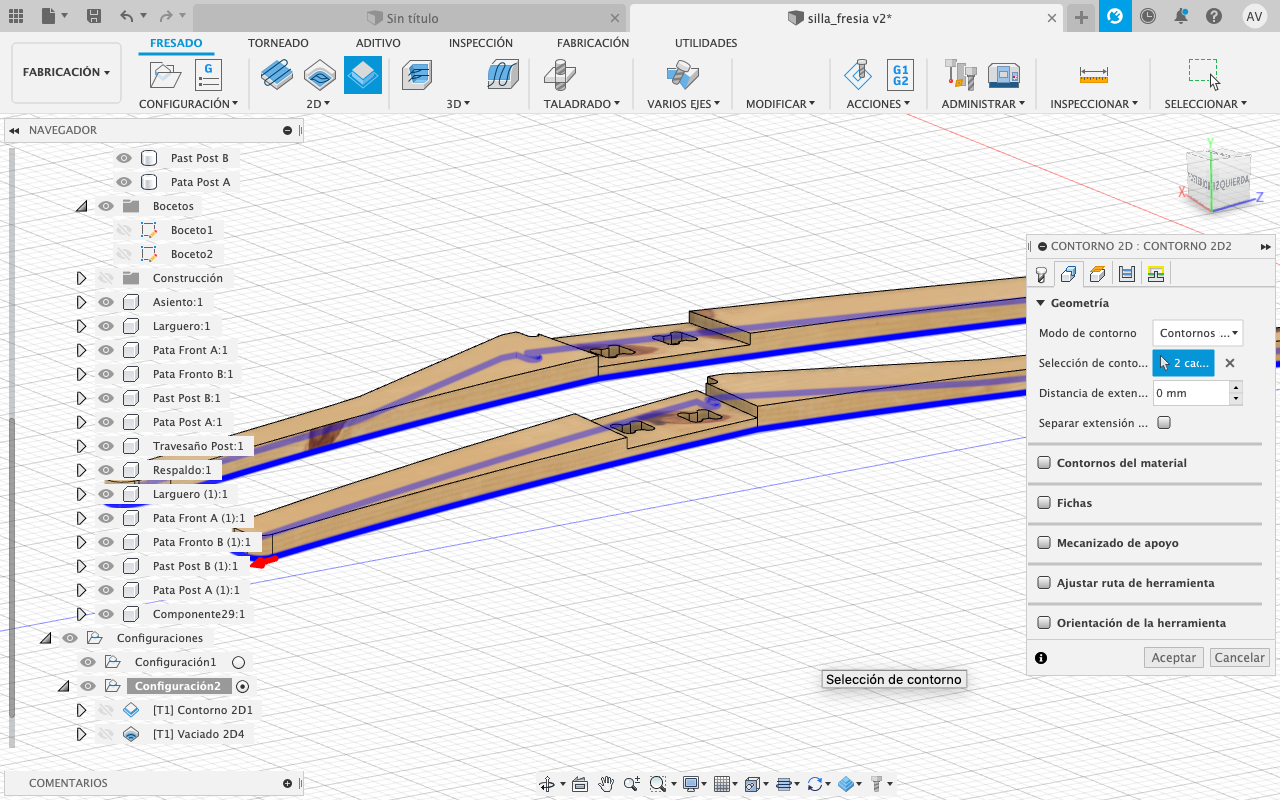 Sin título
silla_fresia v2*
AV
FABRICACIÓN
FRESADO
TORNEADO
ADITIVO
INSPECCIÓN
FABRICACIÓN
UTILIDADES
G
G1
G2
CONFIGURACIÓN
2D
3D
TALADRADO
VARIOS EJES
MODIFICAR
ACCIONES
ADMINISTRAR
INSPECCIONAR
SELECCIONAR
NAVEGADOR
Past Post B
Pata Post A
Bocetos
Boceto1
Boceto2
Construcción
Asiento:1
Larguero:1
Pata Front A:1
Pata Fronto B:1
Past Post B:1
Pata Post A:1
Travesaño Post:1
Respaldo:1
Larguero (1):1
Pata Front A (1):1
Pata Fronto B (1):1
Past Post B (1):1
Pata Post A (1):1
Componente29:1
Configuraciones
Configuración1
Configuración2
[T1] Contorno 2D1
[T1] Vaciado 2D4
COMENTARIOS
Y
X
Z
IZQUIERDA
CONTORNO 2D : CONTORNO 2D2
Geometría
Modo de contorno
Contornos ...
Selección de conto...
2 ca...
Distancia de exten...
0 mm
Separar extensión ...
Contornos del material
Fichas
Mecanizado de apoyo
Ajustar ruta de herramienta
Orientación de la herramienta
Aceptar
Cancelar
Selección de contorno